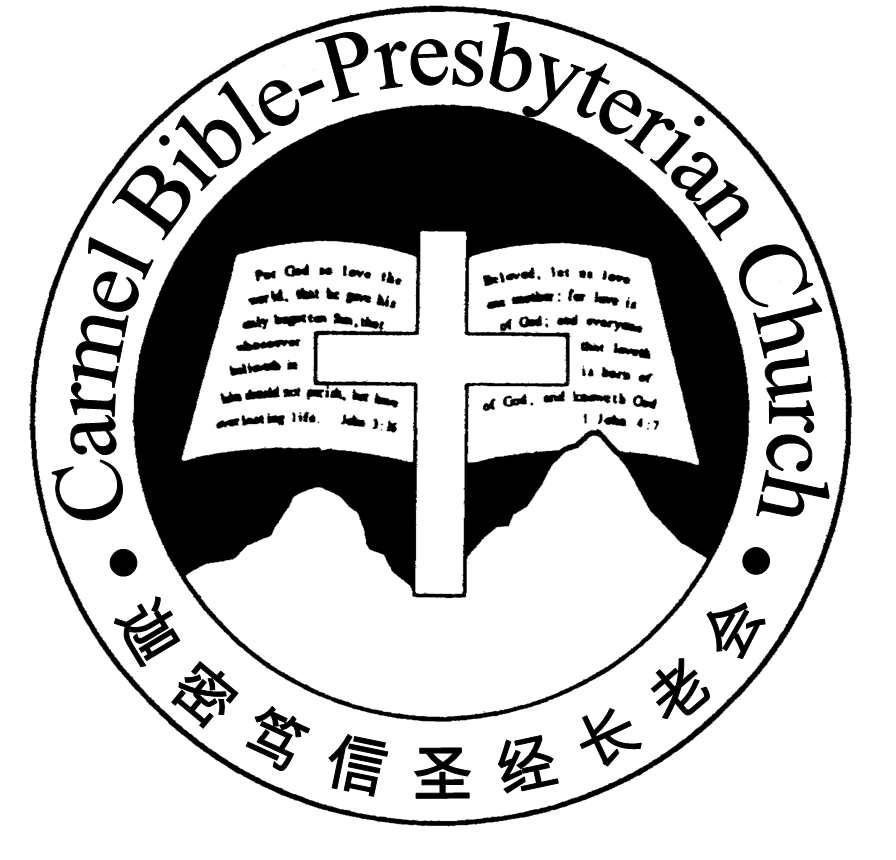 Carmel Bible-Presbyterian Church
For God so love the
world, that he gave his
only begotten Son, that
whosoever
believeth in
him should not perish, but have
everlasting life. John 3:16
Beloved, let us love
one another: for love is
of God; and everyone
that loveth
is born of
of God, and knoweth God
1 John 4:7
迦密笃信圣经长老会